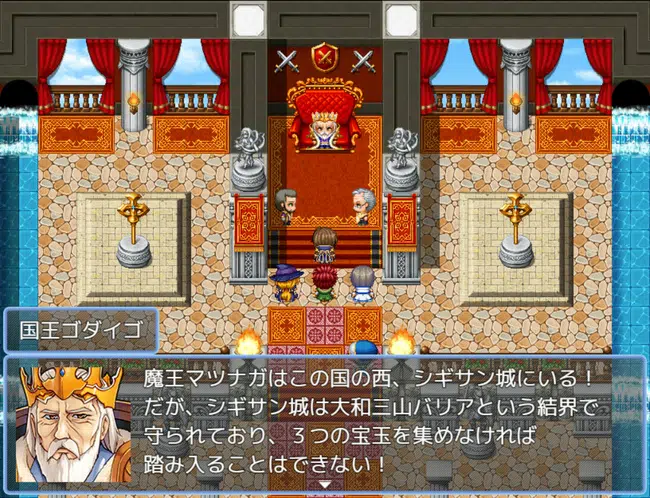 国王ゴダイゴ
魔王マツナガはこの国の西、シギサン城にいる！
だが、シギサン城は大和三山バリアという結界で
守られており、３つの宝玉を集めなければ
踏み入ることはできない！